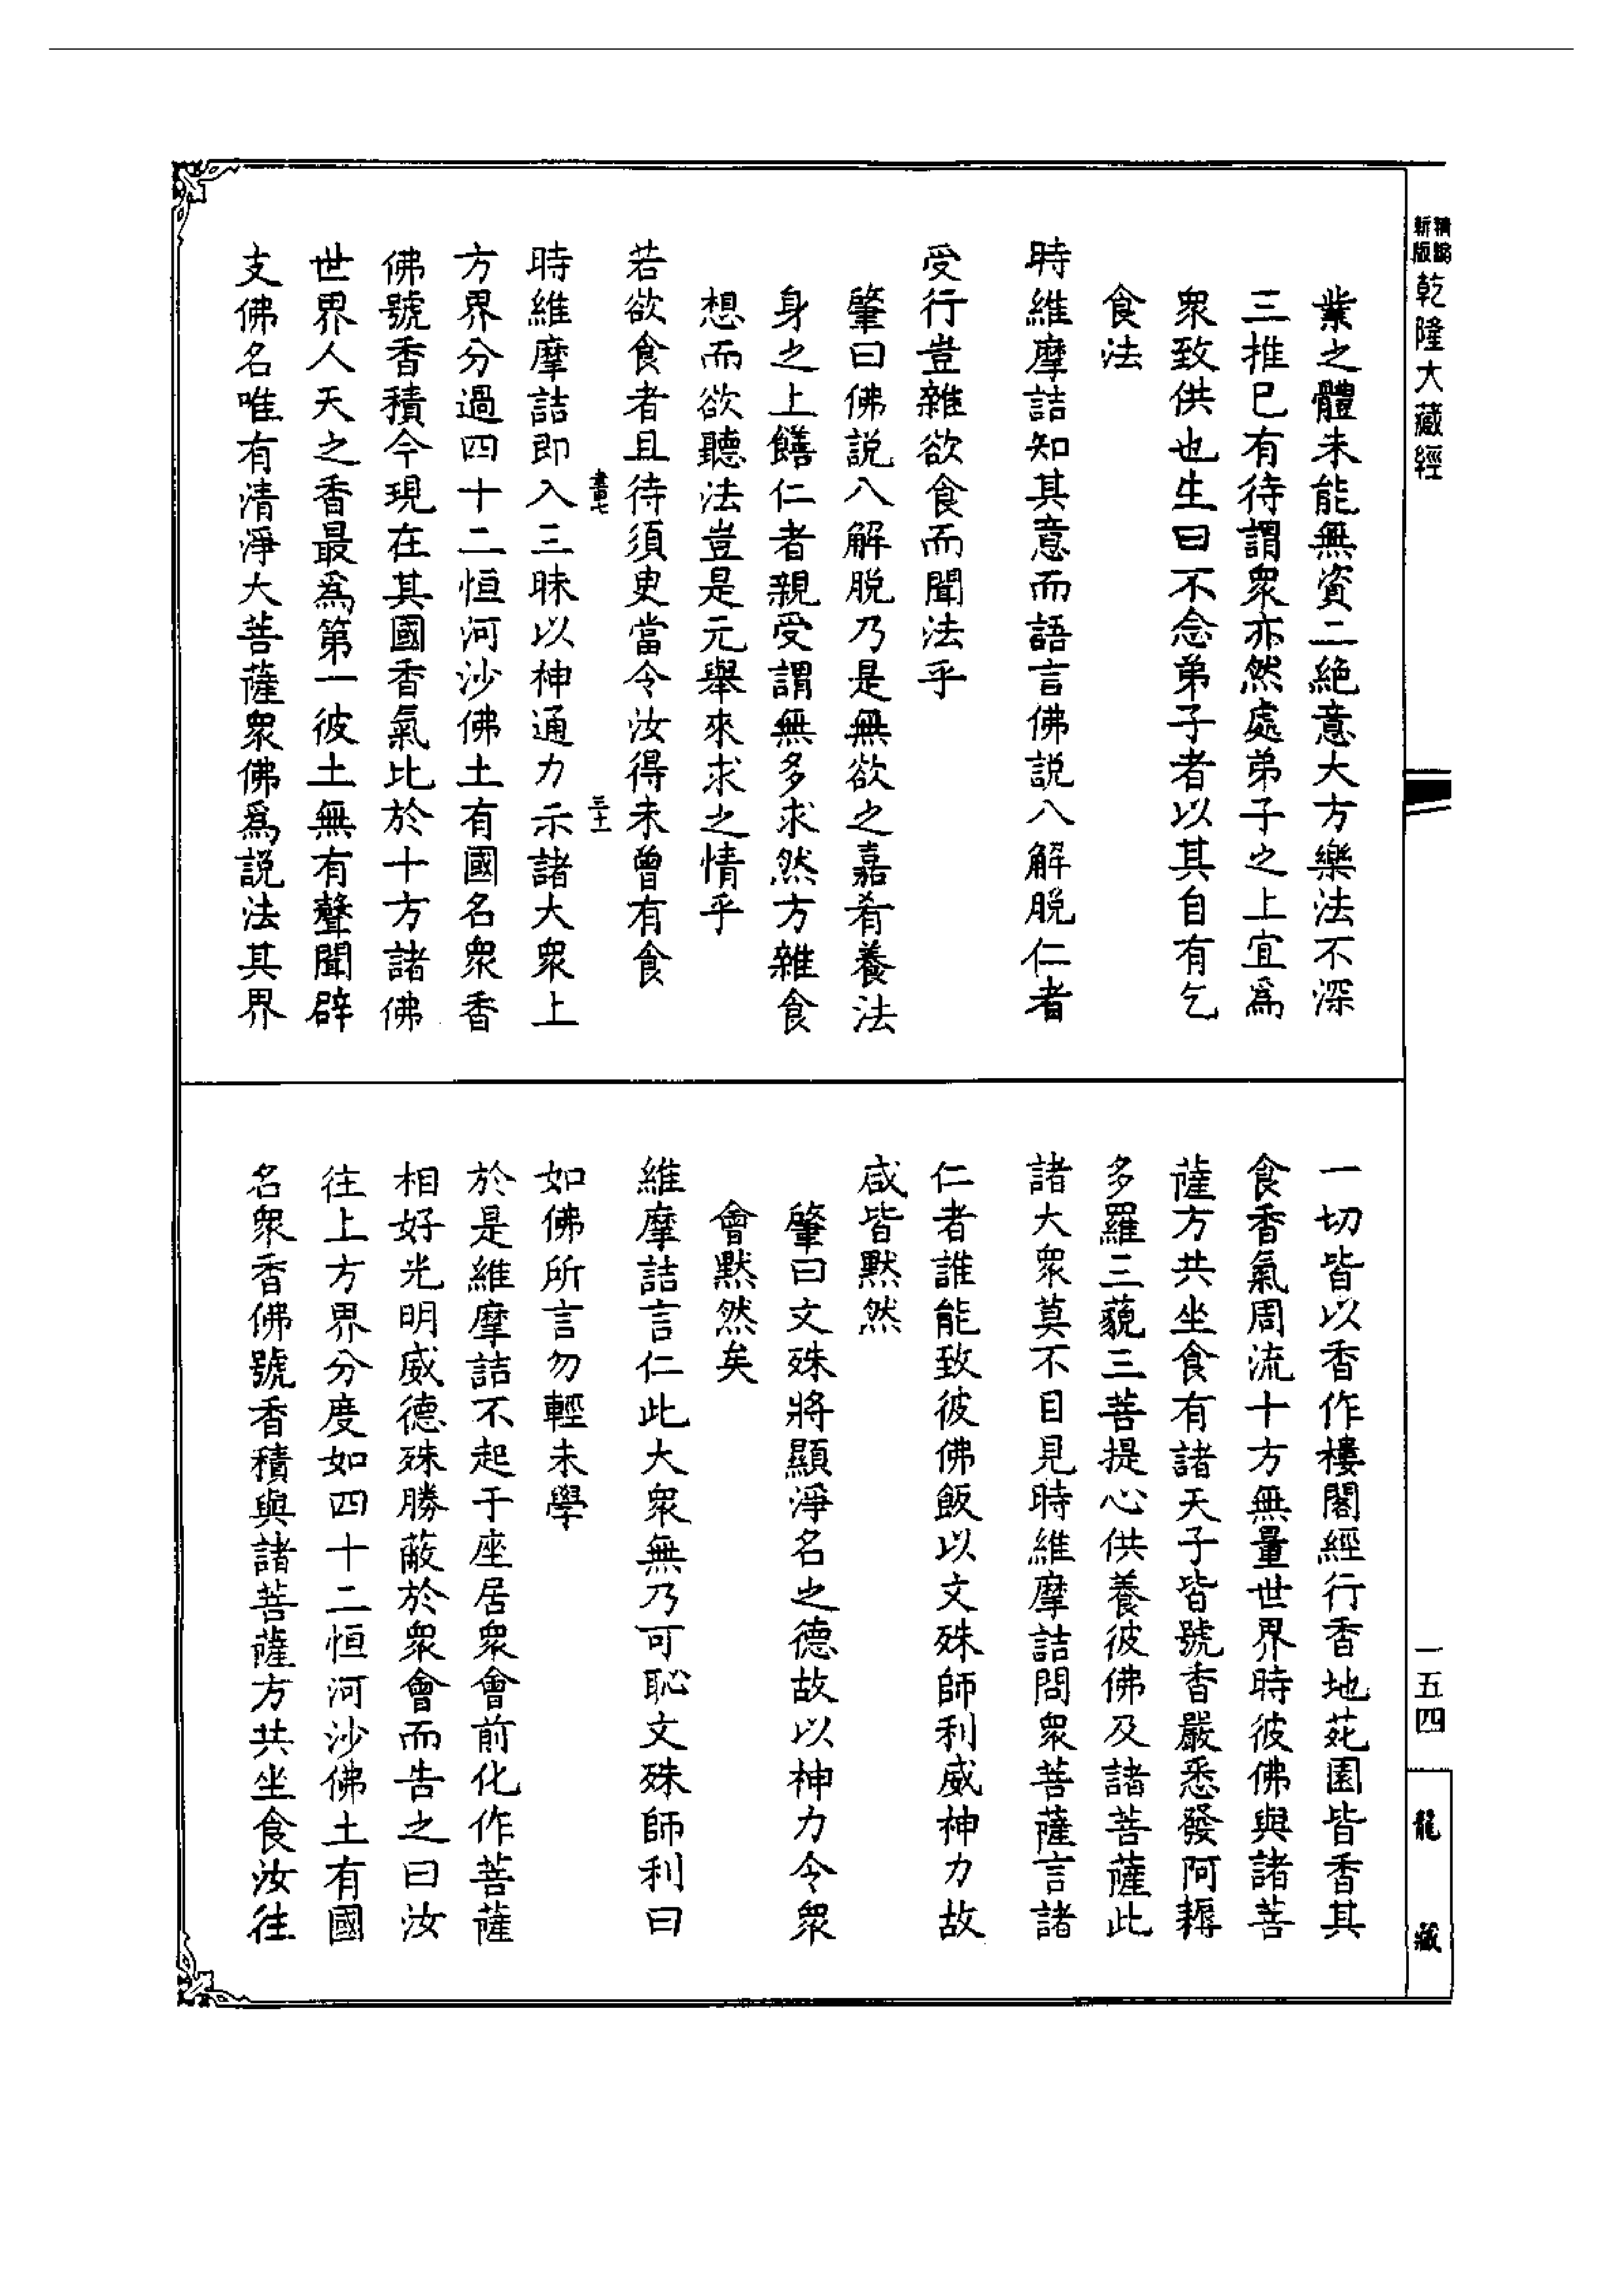 新版精縮乾隆大藏經
業之體未能無資二絶意大方樂法不深
三推已有待謂衆亦然處弟子之上宜爲
衆致供也生曰不念弟子者以其自有乞
食法
時維摩詰知其意而語言佛説八解脱仁者
受行豈雜欲食而聞法乎
肇曰佛説八解脱乃是無欲之嘉肴養法
身之上饍仁者親受謂無多求然方雜食
想而欲聽法豈是元舉來求之情乎
若欲食者且待須臾當令汝得未曾有食
畫七
三十一
時維摩詰即入三昧以神通力示諸大衆上
方界分過四十二恒河沙佛土有國名衆香
佛號香積今現在其國香氣比於十方諸佛
世界人天之香最爲第一彼土無有聲聞辟
支佛名唯有清淨大菩薩衆佛爲説法其界
一切皆以香作樓閣經行香地苑園皆香其
食香氣周流十方無量世界時彼佛與諸菩
薩方共坐食有諸天子皆號香嚴悉發阿耨
多羅三藐三菩提心供養彼佛及諸菩薩此
諸大衆莫不目見時維摩詰問衆菩薩言諸
仁者誰能致彼佛飯以文殊師利威神力故
咸皆默然
肇曰文殊將顯淨名之德故以神力令衆
會默然矣
維摩詰言仁此大衆無乃可恥文殊師利曰
如佛所言勿輕未學
於是維摩詰不起于座居衆會前化作菩薩
相好光明威德殊勝蔽於衆會而告之曰汝
往上方界分度如四十二恒河沙佛土有國
名衆香佛號香積與諸菩薩方共坐食汝往
一五四
龍藏